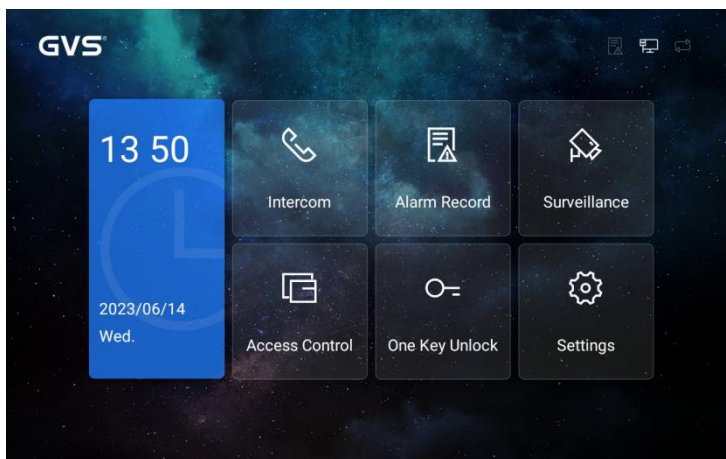 GVS
13 50
2023/06/14
Wed.
Intercom
Alarm Record
Surveillance
Access Control
One Key Unlock
Settings